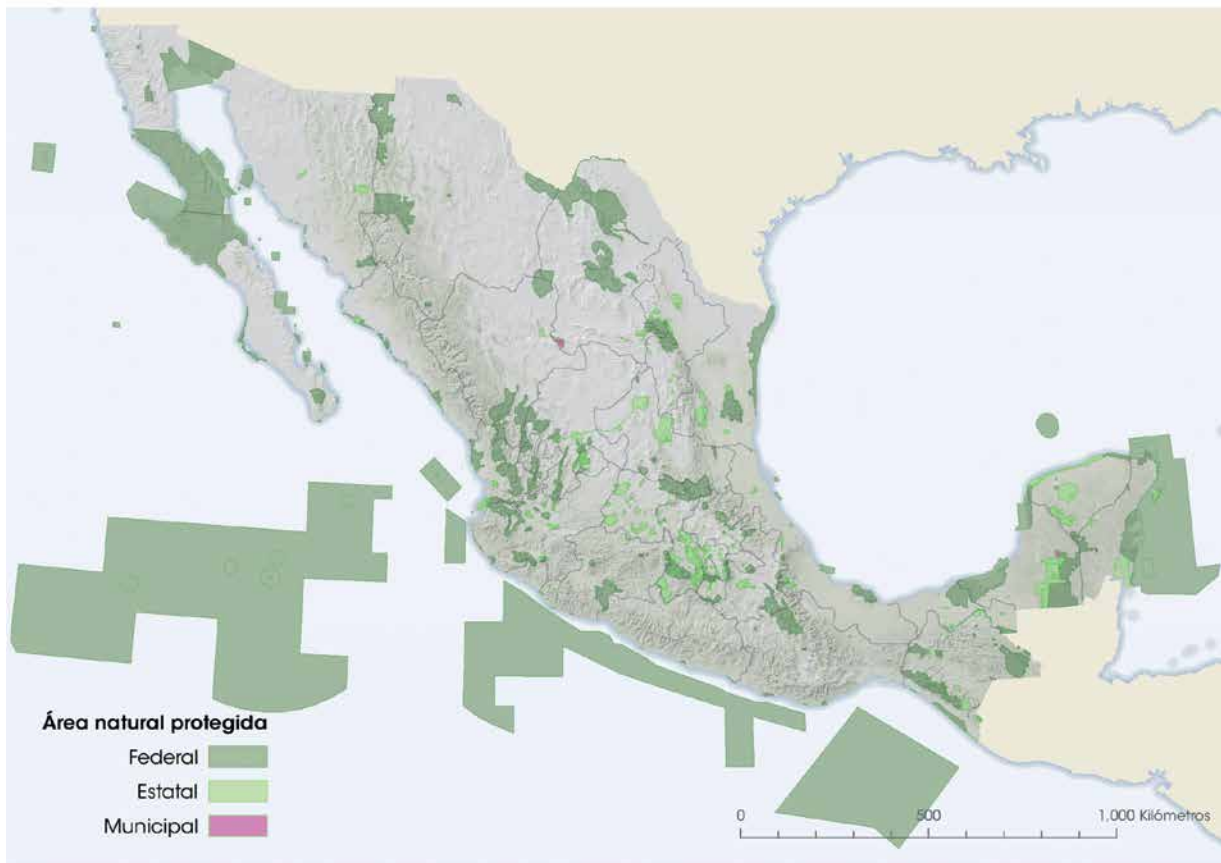 Área natural protegida
Federal
Estatal
Municipal
0 500 1,000 Kilómetros